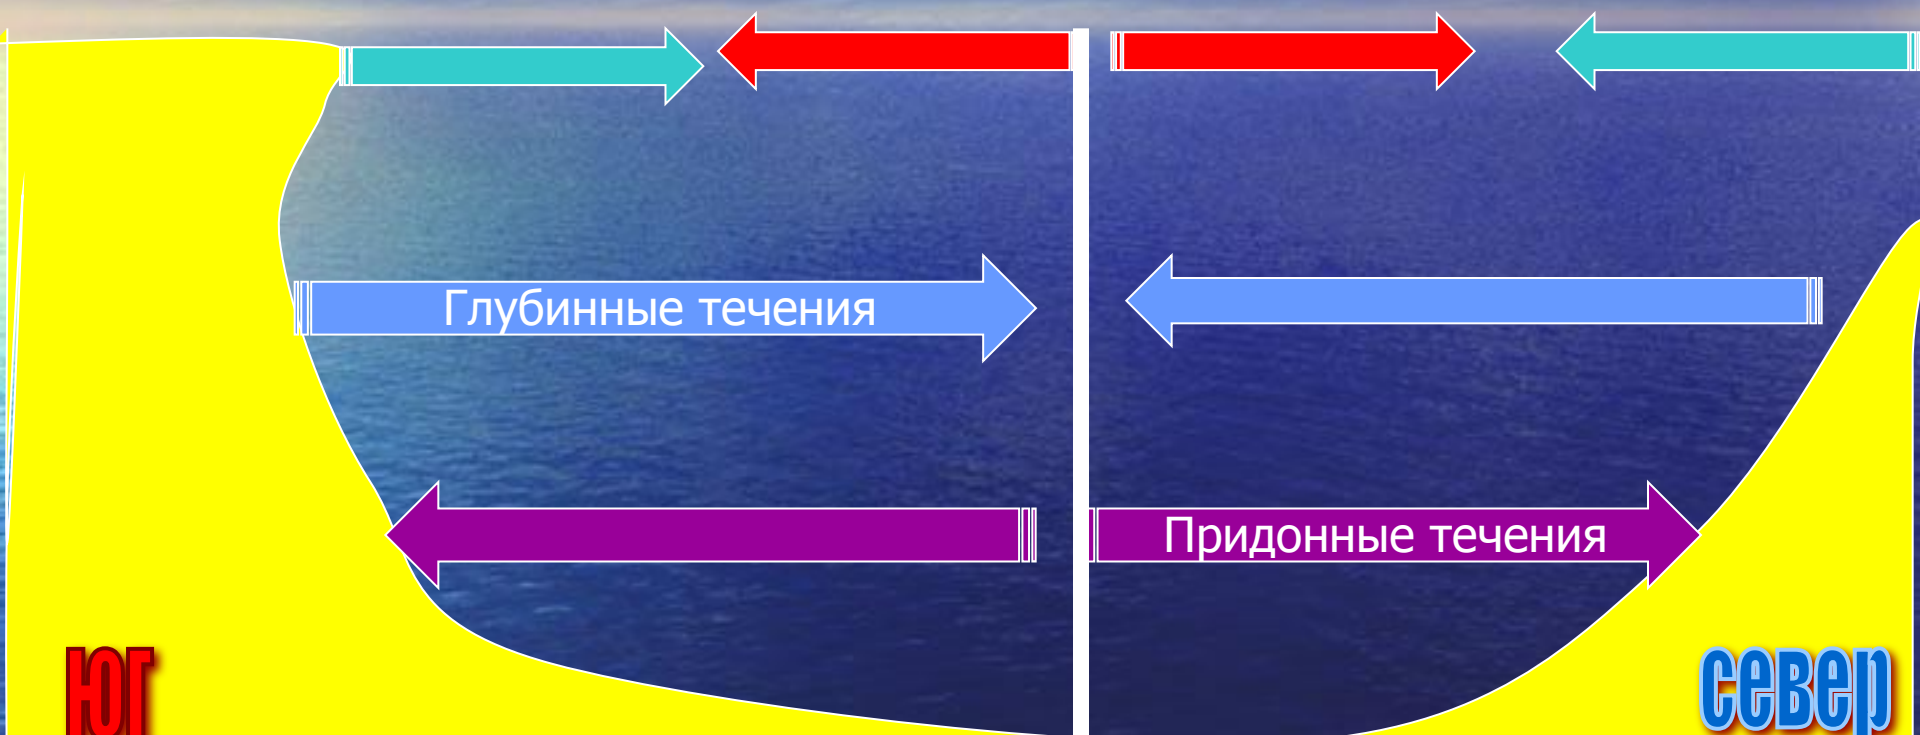 Глубинные течения
Придонные течения
юг
север